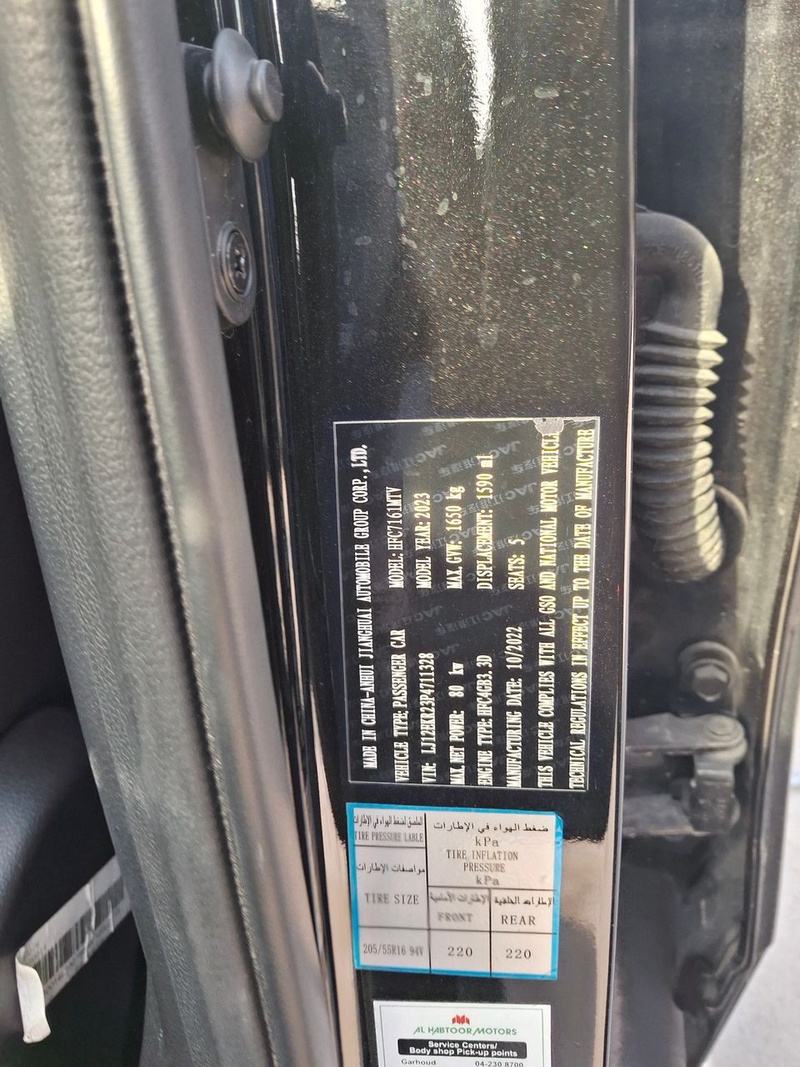 MADE IN CHINA-ANHUI JIANGHUAI AUTOMOBILE GROUP CORP.,LTD.
VEHICLE TYPE: PASSENGER CAR MODEL: HFC7161MTV
VIN: LJ12EKR23P4711328 MODEL YEAR: 2023
MAX. NET POWER: 80 kw MAX. GVW: 1650 kg
ENGINE TYPE: HFC4GB3.3D DISPLACEMENT: 1590 ml
MANUFACTURING DATE: 10/2022 SEATS: 5
THIS VEHICLE COMPLIES WITH ALL GSO AND NATIONAL MOTOR VEHICLE
TECHNICAL REGULATIONS IN EFFECT UP TO THE DATE OF MANUFACTURE
الملصق لضغط الهواء في الإطارات
TIRE PRESSURE LABLE
ضغط الهواء في الإطارات
kPa
TIRE INFLATION
PRESSURE
kPa
مواصفات الإطارات
TIRE SIZE
الإطارات الأمامية
FRONT
الإطارات الخلفية
REAR
205/55R16 94V 220 220
AL HABTOOR MOTORS
Service Centers/
Body shop Pick-up points
Garhoud 04-230 8700